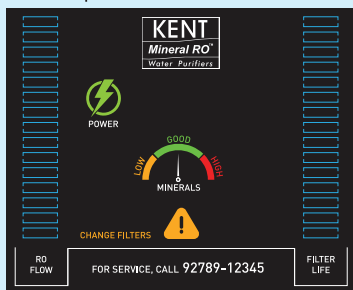 KENT
Mineral RO™
Water Purifiers
POWER
LOW GOOD HIGH
MINERALS
CHANGE FILTERS
RO
FLOW
FOR SERVICE, CALL 92789-12345
FILTER
LIFE